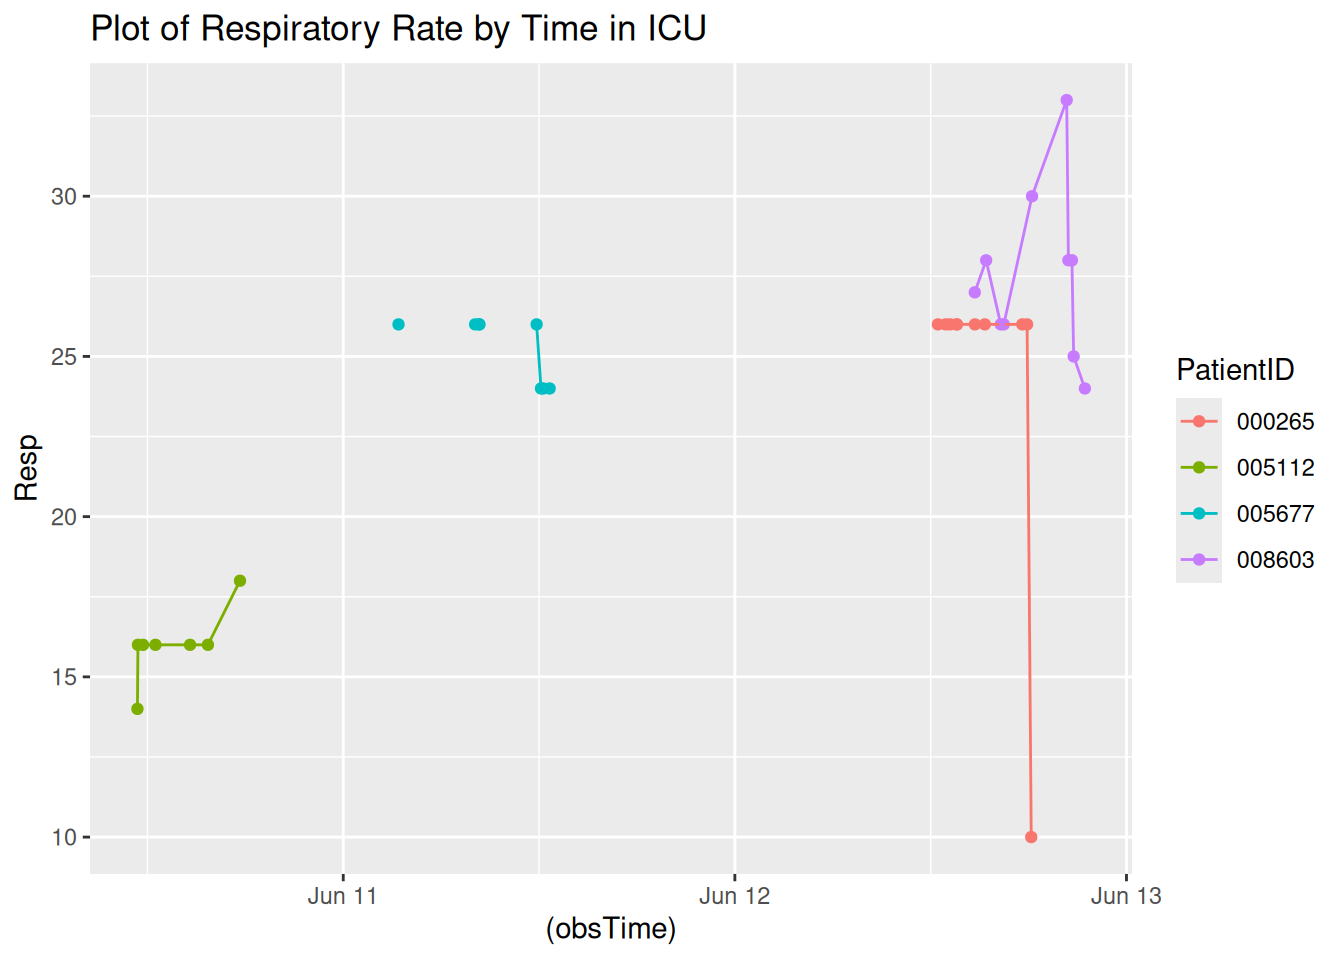 Plot of Respiratory Rate by Time in ICU
Resp
30
25
20
15
10
Jun 11
Jun 12
Jun 13
(obsTime)
PatientID
000265
005112
005677
008603